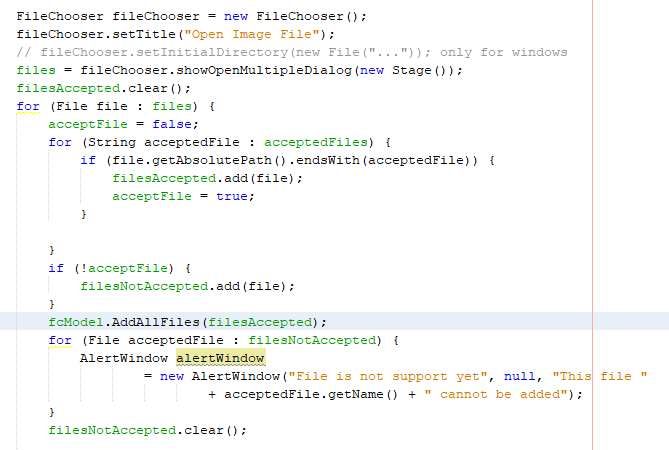 FileChooser fileChooser = new FileChooser();
fileChooser.setTitle("Open Image File");
// fileChooser.setInitialDirectory(new File("...")); only for windows
files = fileChooser.showOpenMultipleDialog(new Stage());
filesAccepted.clear();
for (File file : files) {
    acceptFile = false;
    for (String acceptedFile : acceptedFiles) {
        if (file.getAbsolutePath().endsWith(acceptedFile)) {
            filesAccepted.add(file);
            acceptFile = true;
        }
    }
    if (!acceptFile) {
        filesNotAccepted.add(file);
    }
    fcModel.AddAllFiles(filesAccepted);
    for (File acceptedFile : filesNotAccepted) {
        AlertWindow alertWindow
                = new AlertWindow("File is not support yet", null, "This file "
                        + acceptedFile.getName() + " cannot be added");
    }
    filesNotAccepted.clear();